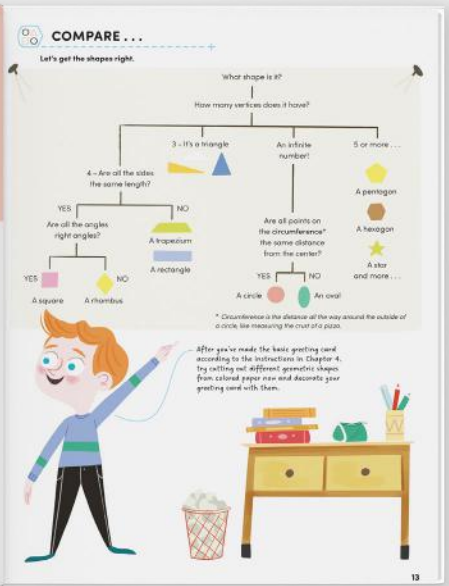 COMPARE . . .
Let's get the shapes right.
What shape is it?
How many vertices does it have?
3 - It's a triangle
An infinite
number!
5 or more . . .
4 - Are all the sides
the same length?
A pentagon
YES
NO
Are all the angles
right angles?
A trapezium
Are all points on
the circumference*
the same distance
from the center?
A hexagon
A rectangle
A star
and more . . .
YES
NO
YES
NO
A square
A rhombus
A circle
An oval
* Circumference is the distance all the way around the outside of
a circle, like measuring the crust of a pizza.
After you've made the basic greeting card
according to the instructions in Chapter 4,
try cutting out different geometric shapes
from colored paper now and decorate your
greeting card with them.
13